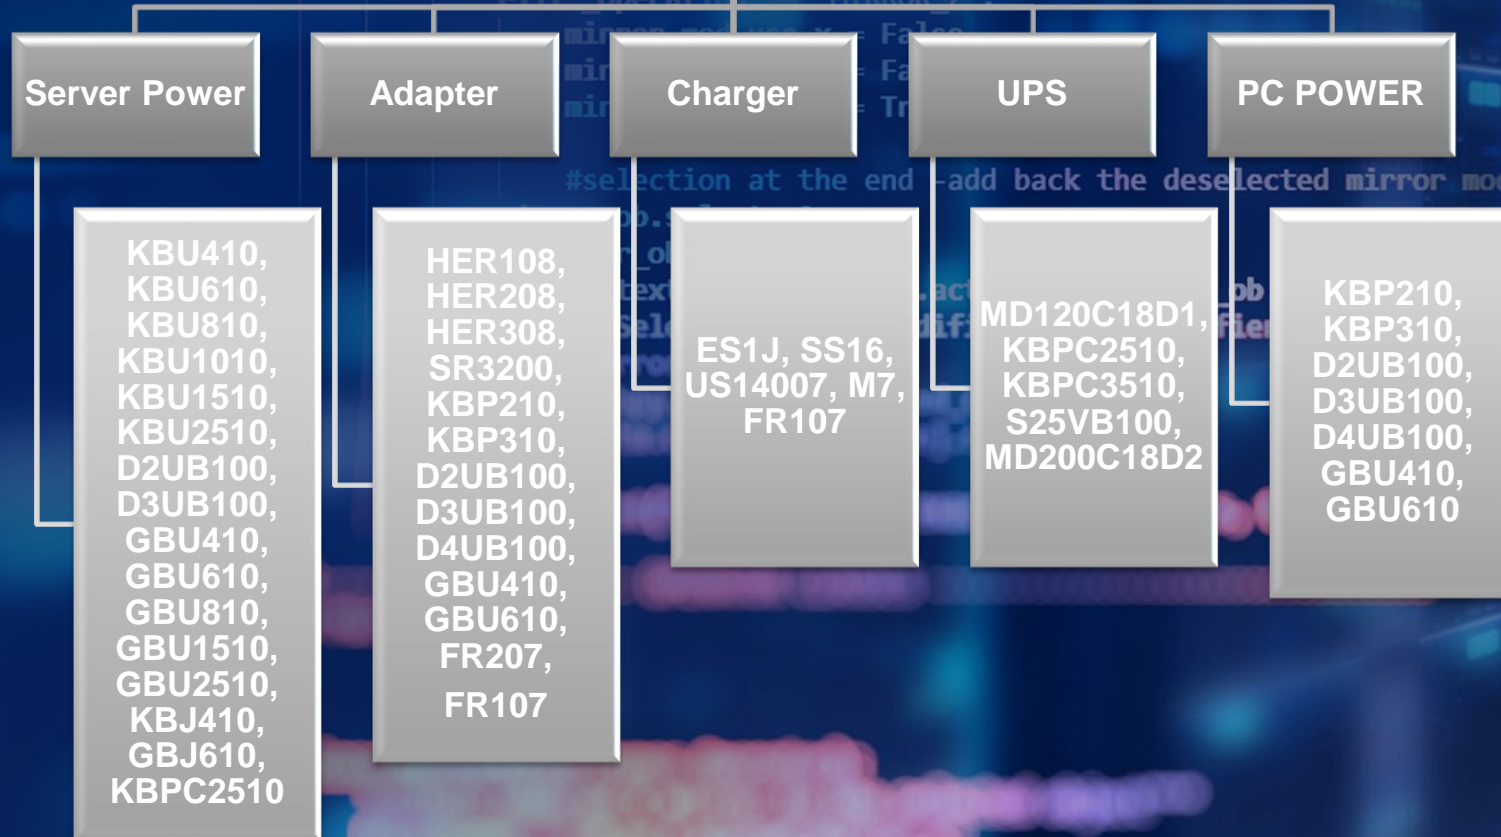 Server Power
Adapter
Charger
UPS
PC POWER
#selection at the end -add back the deselected mirror mod
KBU410,
KBU610,
KBU810,
KBU1010,
KBU1510,
KBU2510,
D2UB100,
D3UB100,
GBU410,
GBU610,
GBU810,
GBU1510,
GBU2510,
KBJ410,
GBJ610,
KBPC2510
HER108,
HER208,
HER308,
SR3200,
KBP210,
KBP310,
D2UB100,
D3UB100,
D4UB100,
GBU410,
GBU610,
FR207,
FR107
ES1J, SS16,
US14007, M7,
FR107
MD120C18D1,
KBPC2510,
KBPC3510,
S25VB100,
MD200C18D2
KBP210,
KBP310,
D2UB100,
D3UB100,
D4UB100,
GBU410,
GBU610